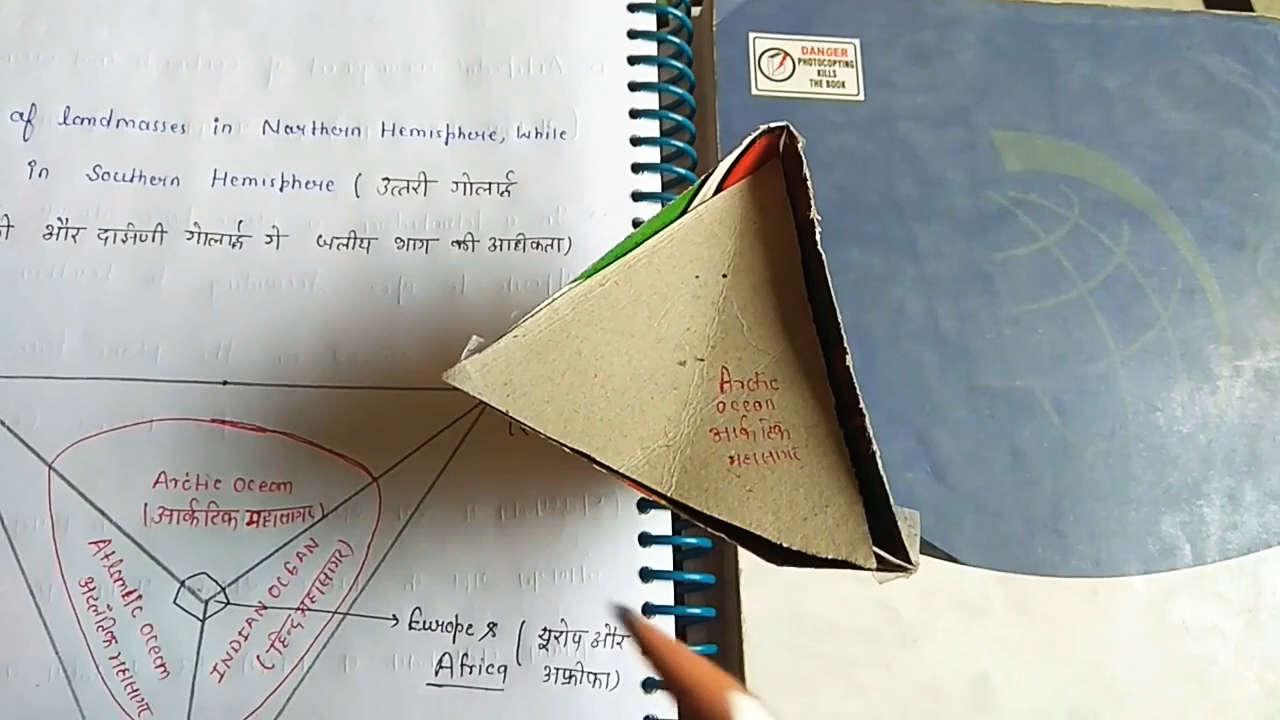 of landmasses in Northern Hemisphere, while
in Southern Hemisphere ( उत्तरी गोलार्द्ध
की और दक्षिणी गोलार्द्ध मे जलीय भाग की अधिकता)
DANGER
PHOTOCOPYING
KILLS
THE BOOK
Arctic
ocean
आर्कटिक
महासागर
Arctic ocean
(आर्कटिक महासागर)
Atlantic ocean
अटलांटिक महासागर
INDIAN OCEAN
(हिन्द महासागर)
Europe & ( यूरोप और
Africa अफ्रीका)